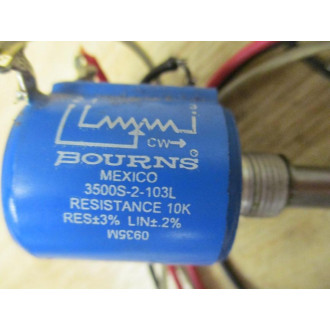 CW→
BOURNS®
MEXICO
3500S-2-103L
RESISTANCE 10K
RES±3% LIN±.2%
0935M